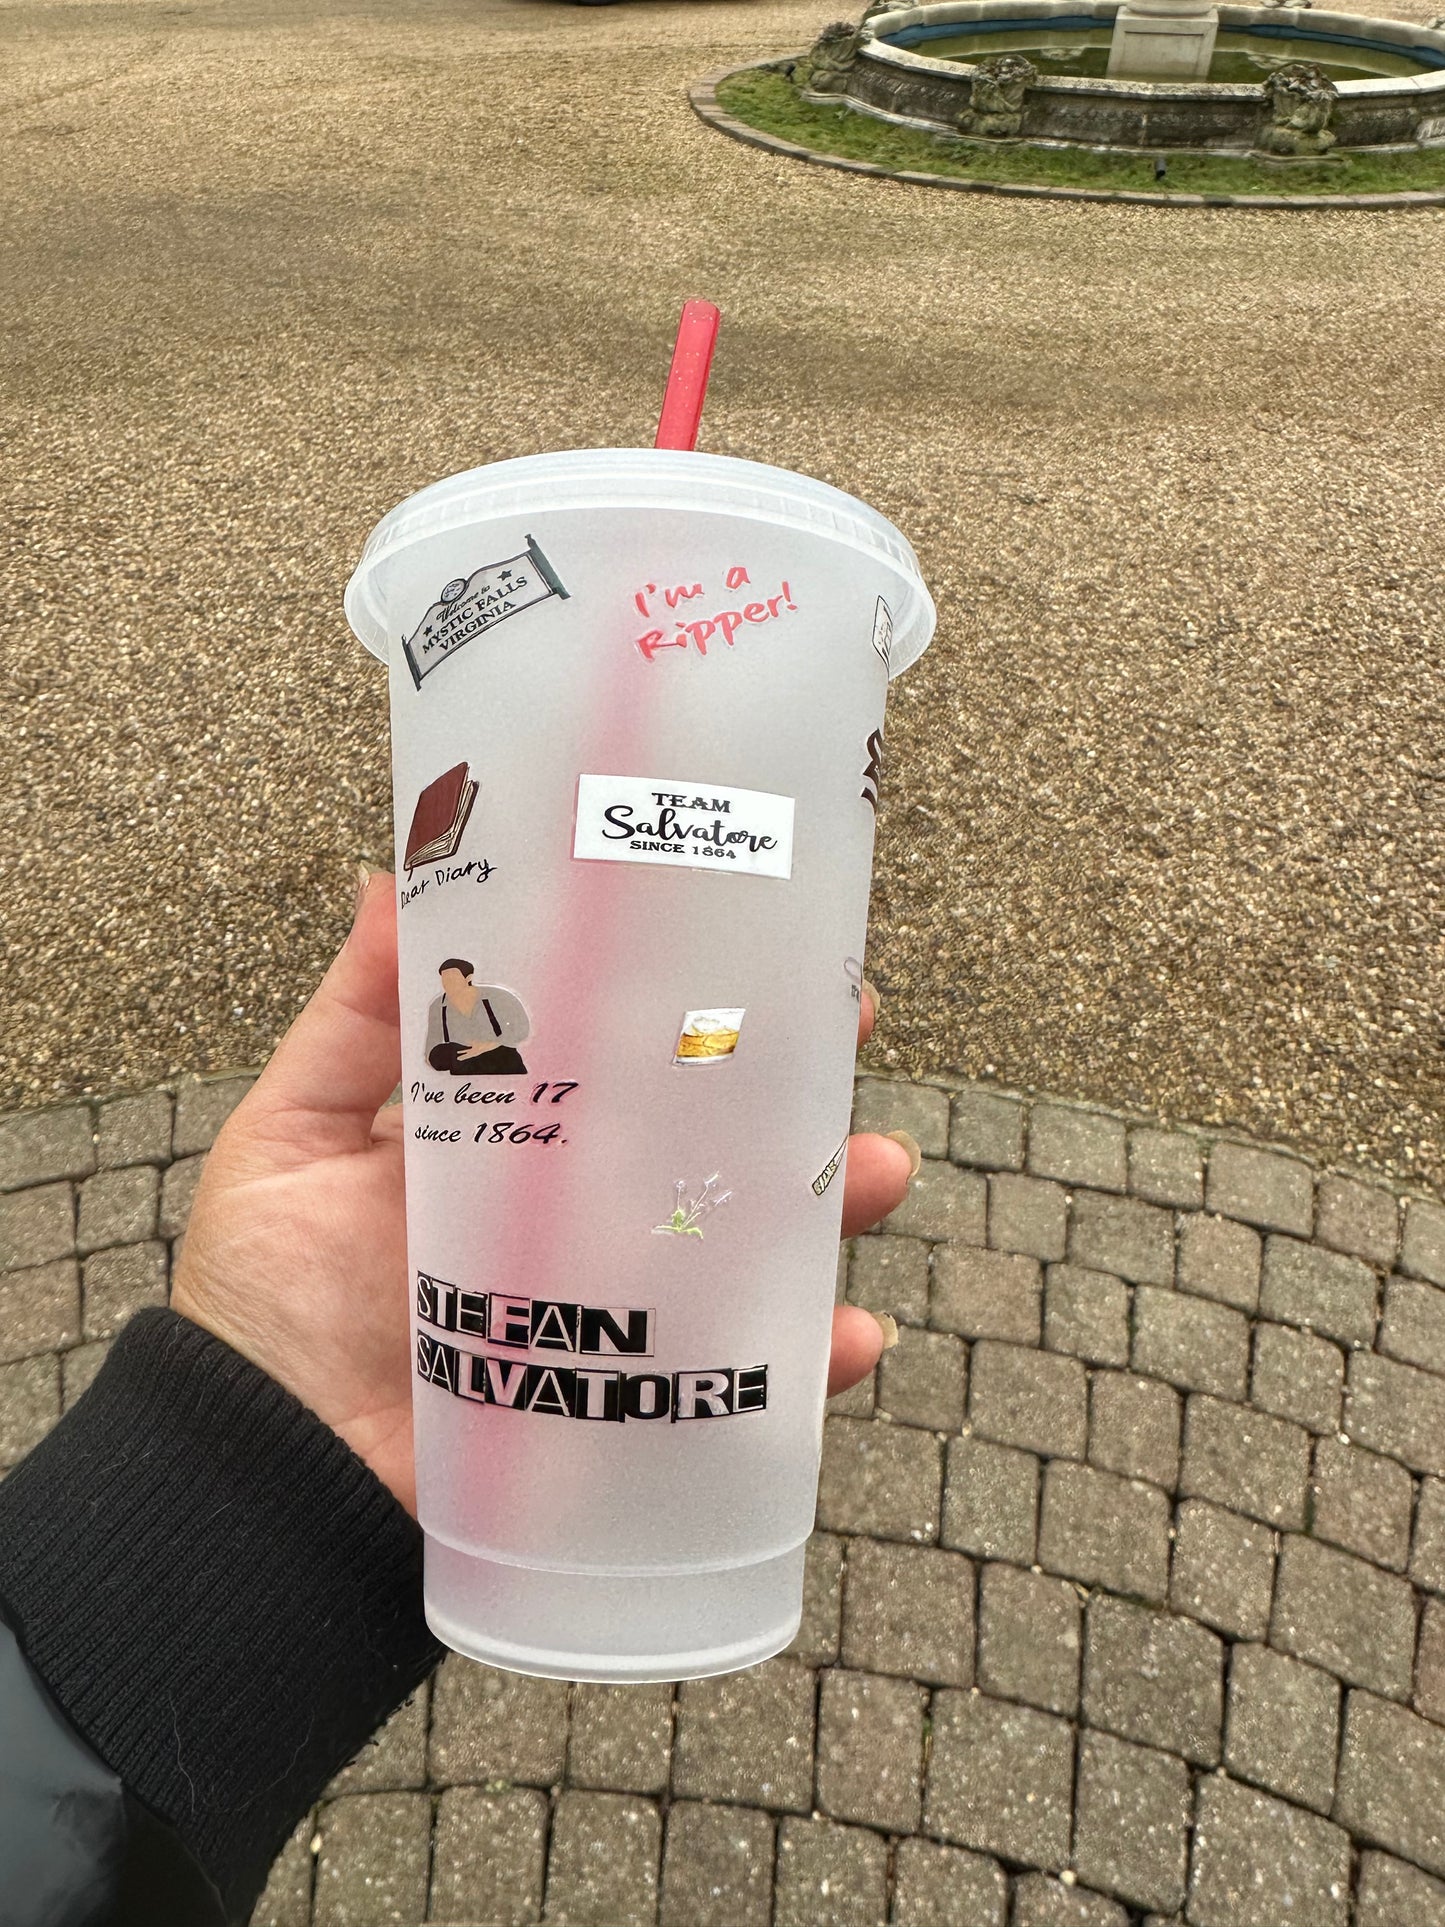 Welcome to
MYSTIC FALLS
VIRGINIA
I'm a
Ripper!
TEAM
Salvatore
SINCE 1864
Dear Diary
I've been 17
since 1864.
STEFAN
SALVATORE